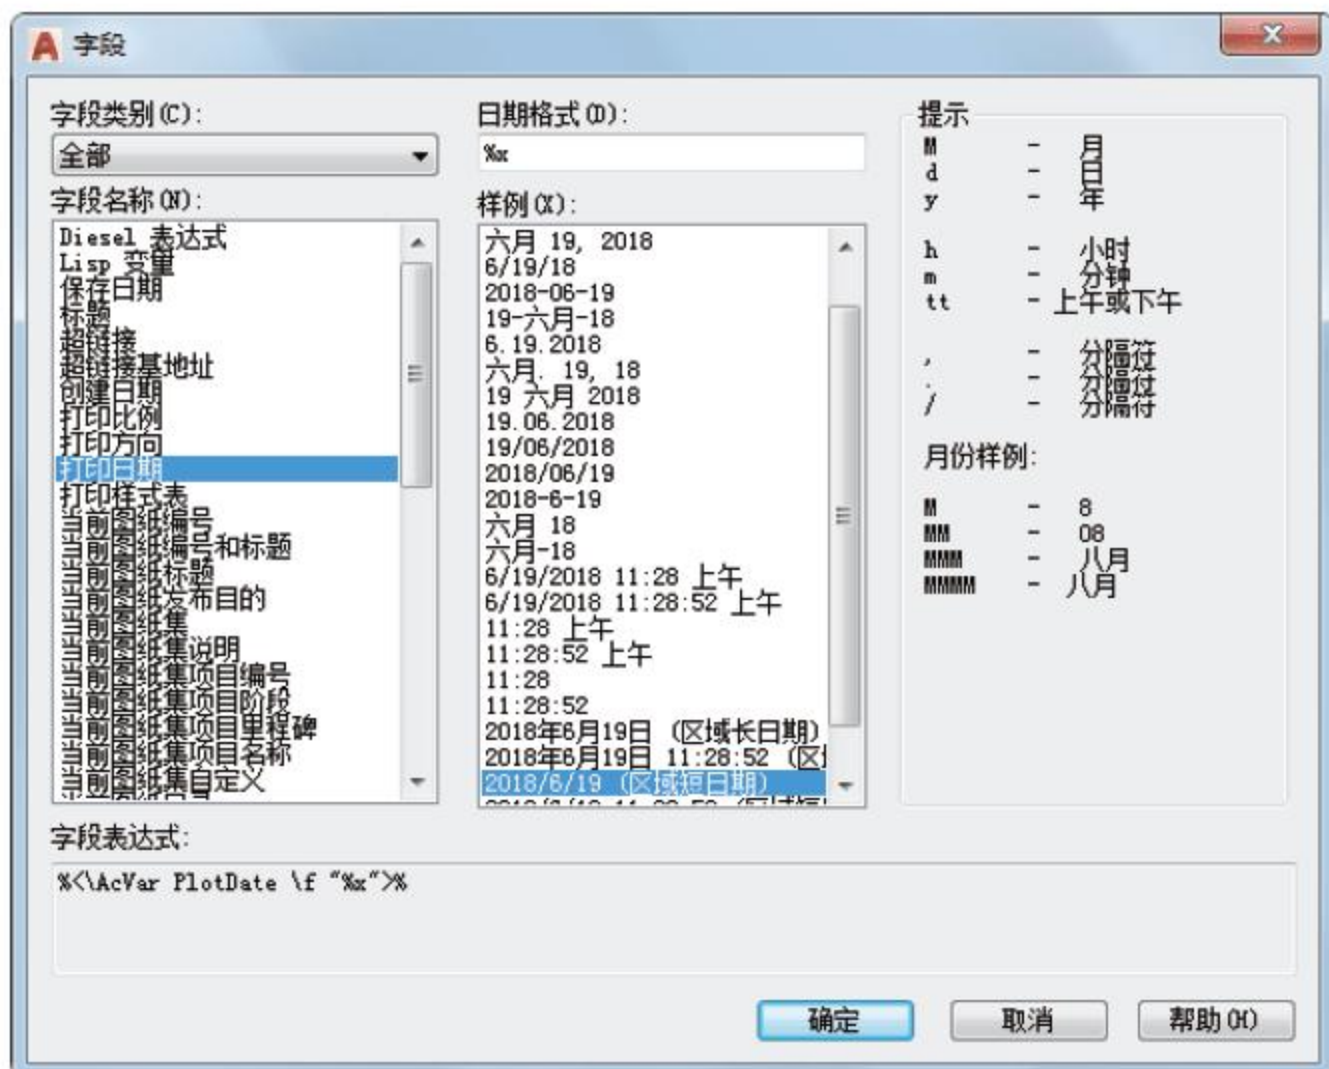 字段
字段类别(C):
全部
字段名称(N):
Diesel 表达式
Lisp 变量
保存日期
标题
超链接
超链接基地址
创建日期
打印比例
打印方向
打印日期
打印样式表
当前图纸编号
当前图纸编号和标题
当前图纸标题
当前图纸发布目的
当前图纸集
当前图纸集说明
当前图纸集项目编号
当前图纸集项目阶段
当前图纸集项目里程碑
当前图纸集项目名称
当前图纸集自定义
日期格式(D):
%x
样例(X):
六月 19, 2018
6/19/18
2018-06-19
19-六月-18
6.19.2018
六月. 19, 18
19 六月 2018
19.06.2018
19/06/2018
2018/06/19
2018-6-19
六月 18
六月-18
6/19/2018 11:28 上午
6/19/2018 11:28:52 上午
11:28 上午
11:28:52 上午
11:28
11:28:52
2018年6月19日 (区域长日期)
2018年6月19日 11:28:52 (区
2018/6/19 (区域短日期)
提示
M - 月
d - 日
y - 年
h - 小时
m - 分钟
tt - 上午或下午
, - 分隔符
. - 分隔符
/ - 分隔符
月份样例:
M - 8
MM - 08
MMM - 八月
MMMM - 八月
字段表达式:
%<\AcVar PlotDate \f "%x">%
确定
取消
帮助(H)